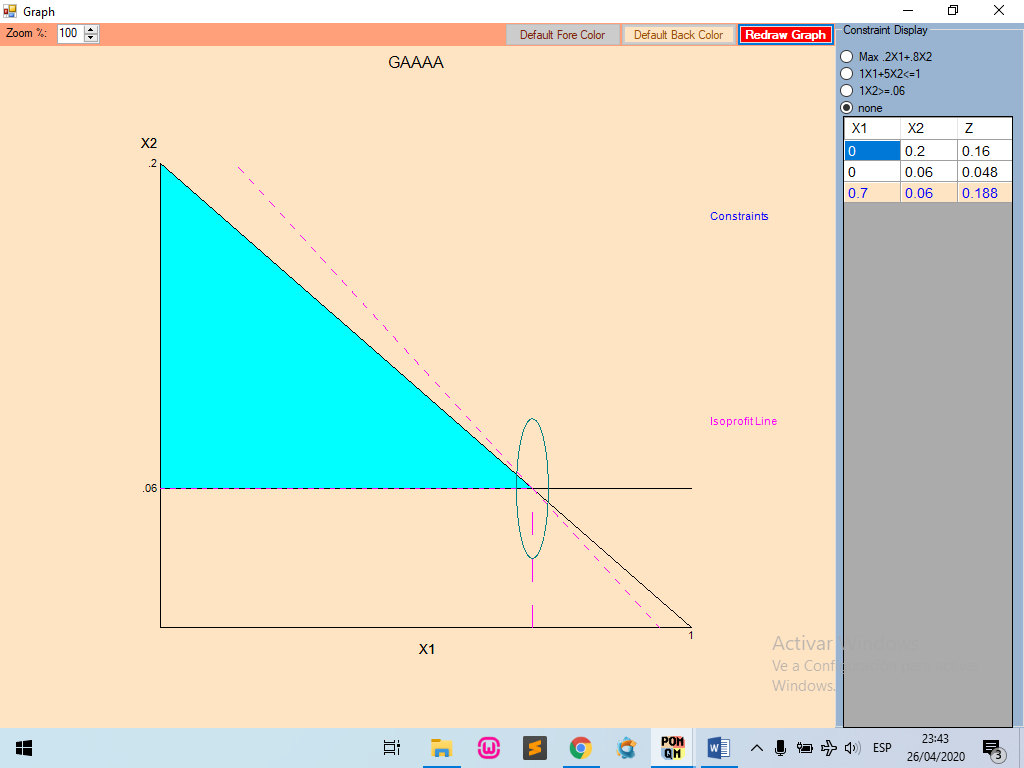 Graph
Zoom %: 100 Default Fore Color Default Back Color Redraw Graph
GAAAA
X2
.2
.06
X1
1
Constraints
Isoprofit Line
Constraint Display
Max .2X1+.8X2
1X1+5X2<=1
1X2>=.06
none
X1 X2 Z
0 0.2 0.16
0 0.06 0.048
0.7 0.06 0.188
Activar Windows
Ve a Conf
Windows.
POM QM
W
ESP
23:43
26/04/2020
3